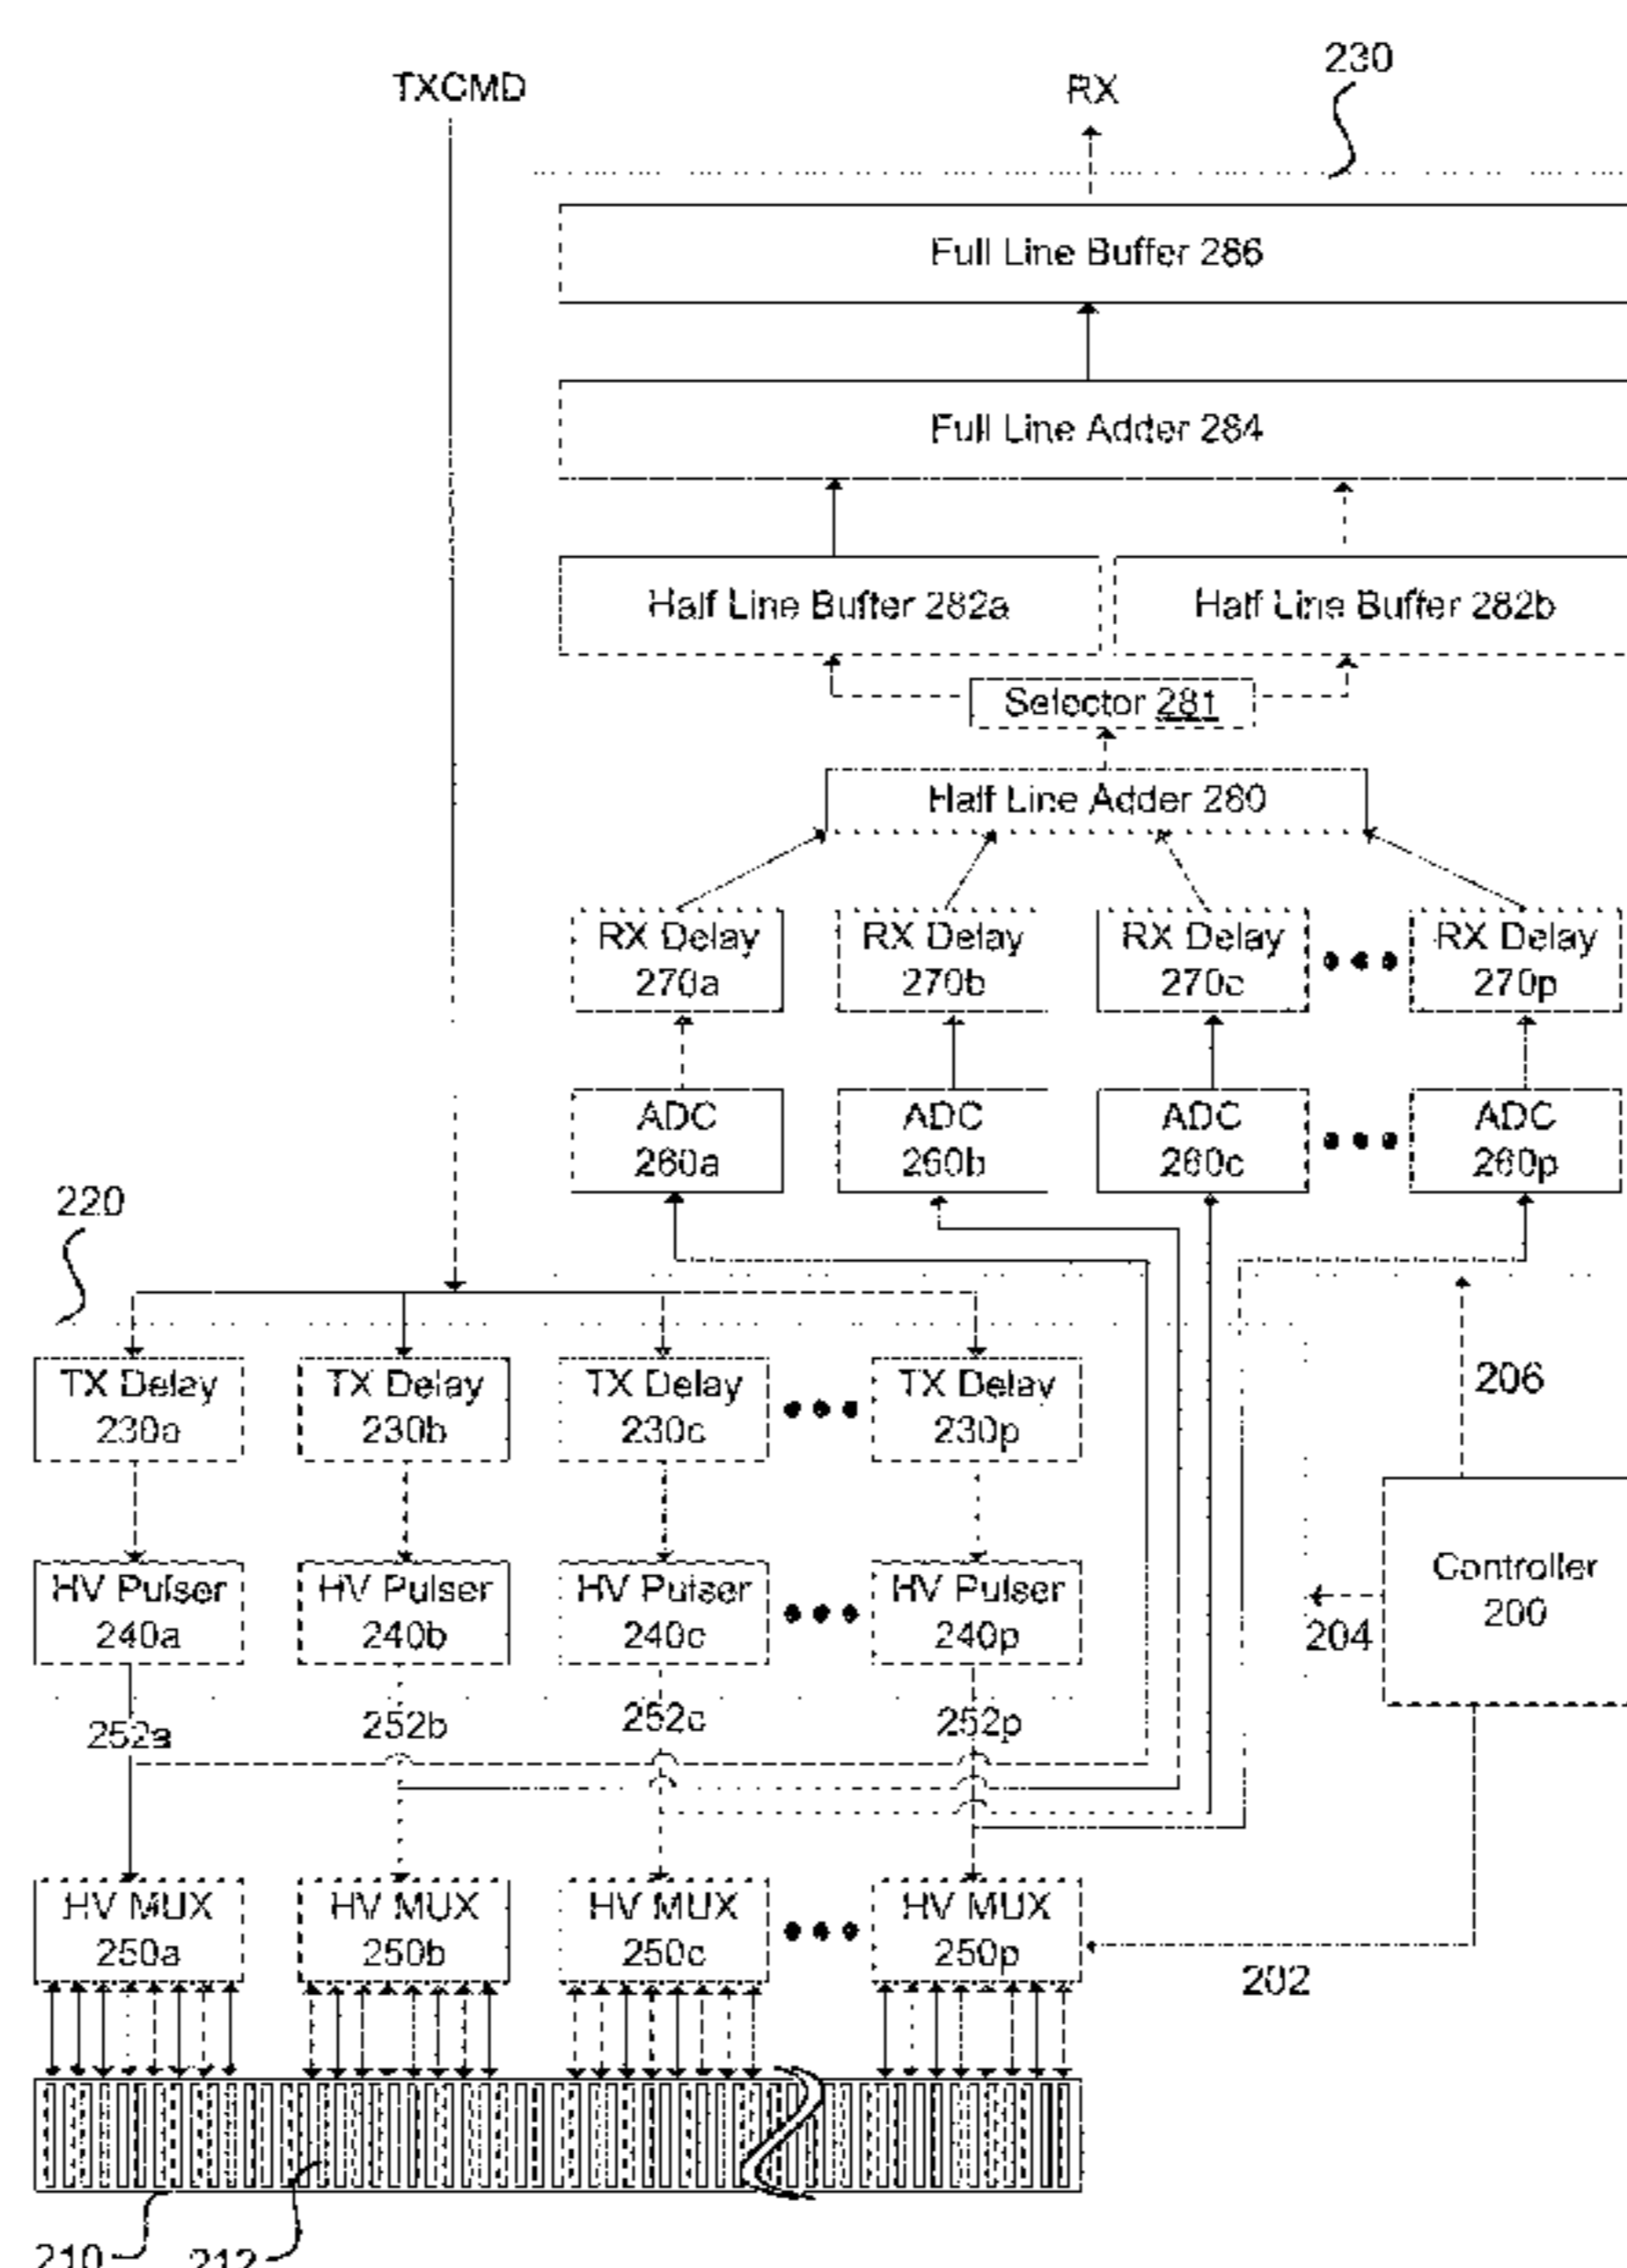 230
TXCMD
RX
Full Line Buffer 286
Full Line Adder 284
Half Line Buffer 282a
Half Line Buffer 282b
Selector 281
Half Line Adder 280
RX Delay
270a
RX Delay
270b
RX Delay
270c
RX Delay
270p
ADC
260a
ADC
260b
ADC
260c
ADC
260p
220
TX Delay
230a
TX Delay
230b
TX Delay
230c
TX Delay
230p
206
HV Pulser
240a
HV Pulser
240b
HV Pulser
240c
HV Pulser
240p
Controller
200
204
252a
252b
252c
252p
HV MUX
250a
HV MUX
250b
HV MUX
250c
HV MUX
250p
202
210
212